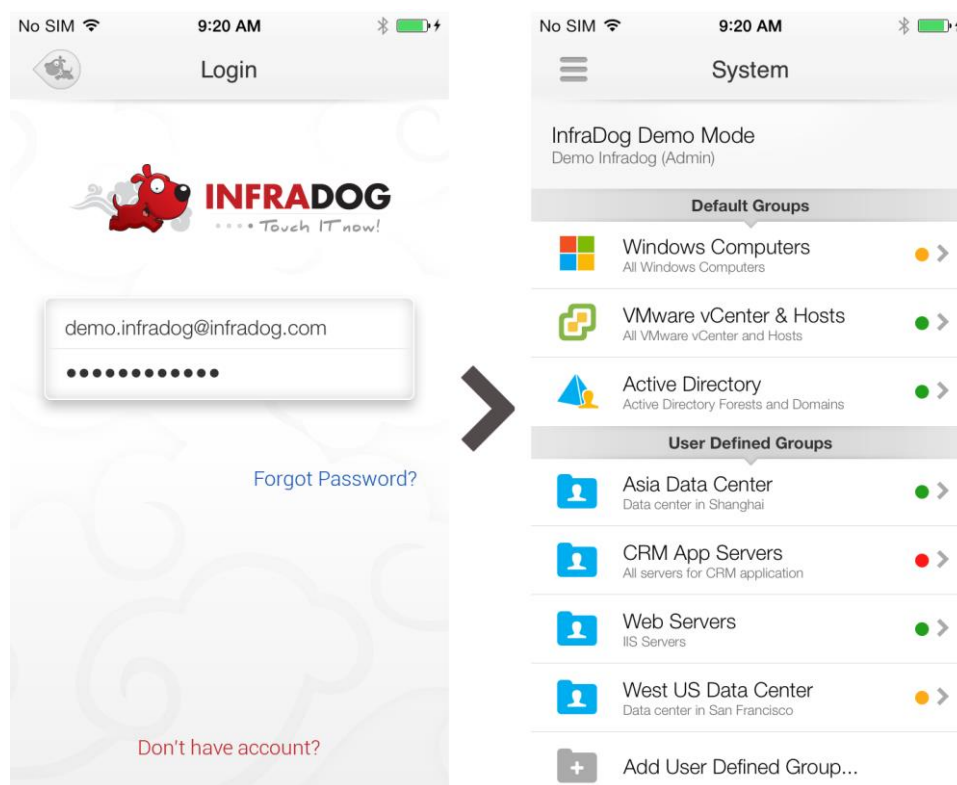 No SIM 9:20 AM
Login
INFRADOG
Touch IT now!
demo.infradog@infradog.com
••••••••••••
Forgot Password?
Don't have account?
No SIM 9:20 AM
System
InfraDog Demo Mode
Demo Infradog (Admin)
Default Groups
Windows Computers
All Windows Computers
VMware vCenter & Hosts
All VMware vCenter and Hosts
Active Directory
Active Directory Forests and Domains
User Defined Groups
Asia Data Center
Data center in Shanghai
CRM App Servers
All servers for CRM application
Web Servers
IIS Servers
West US Data Center
Data center in San Francisco
Add User Defined Group...